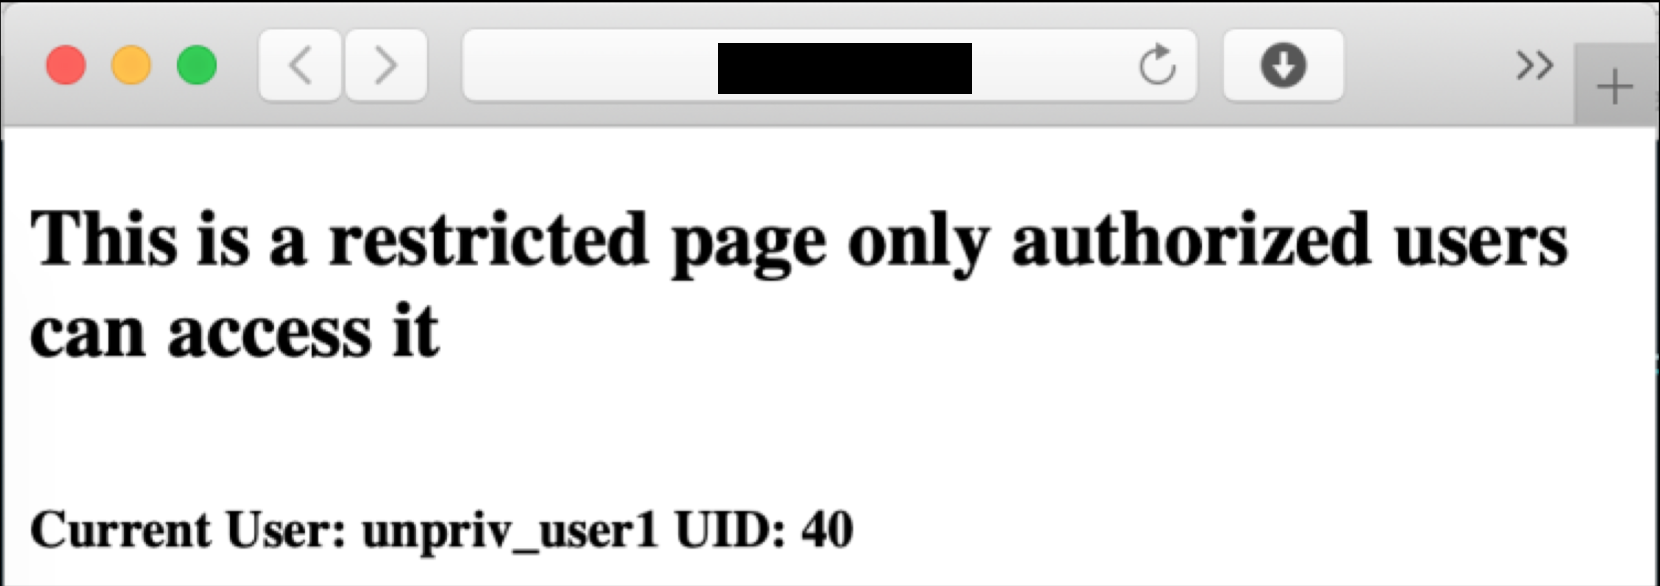 This is a restricted page only authorized users
can access it
Current User: unpriv_user1 UID: 40